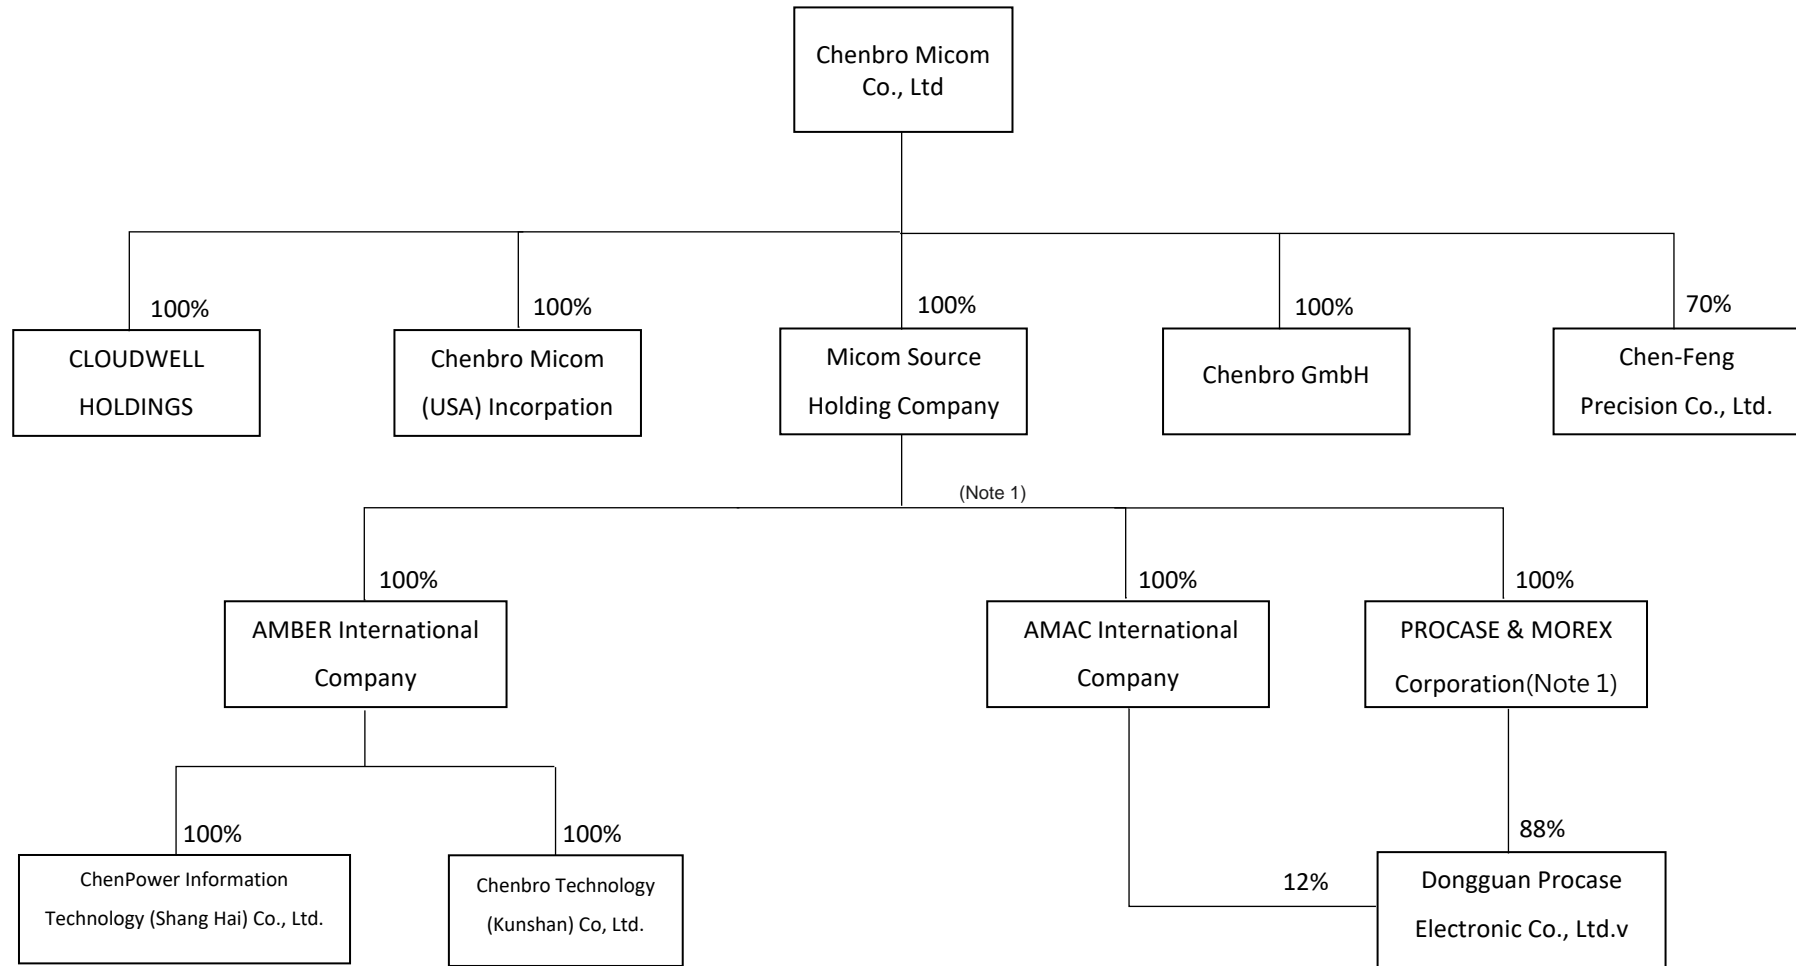 Chenbro Micom
Co., Ltd
100%
100%
100%
100%
70%
CLOUDWELL
HOLDINGS
Chenbro Micom
(USA) Incorpation
Micom Source
Holding Company
Chenbro GmbH
Chen-Feng
Precision Co., Ltd.
(Note 1)
100%
100%
100%
AMBER International
Company
AMAC International
Company
PROCASE & MOREX
Corporation(Note 1)
100%
100%
88%
12%
ChenPower Information
Technology (Shang Hai) Co., Ltd.
Chenbro Technology
(Kunshan) Co, Ltd.
Dongguan Procase
Electronic Co., Ltd.v